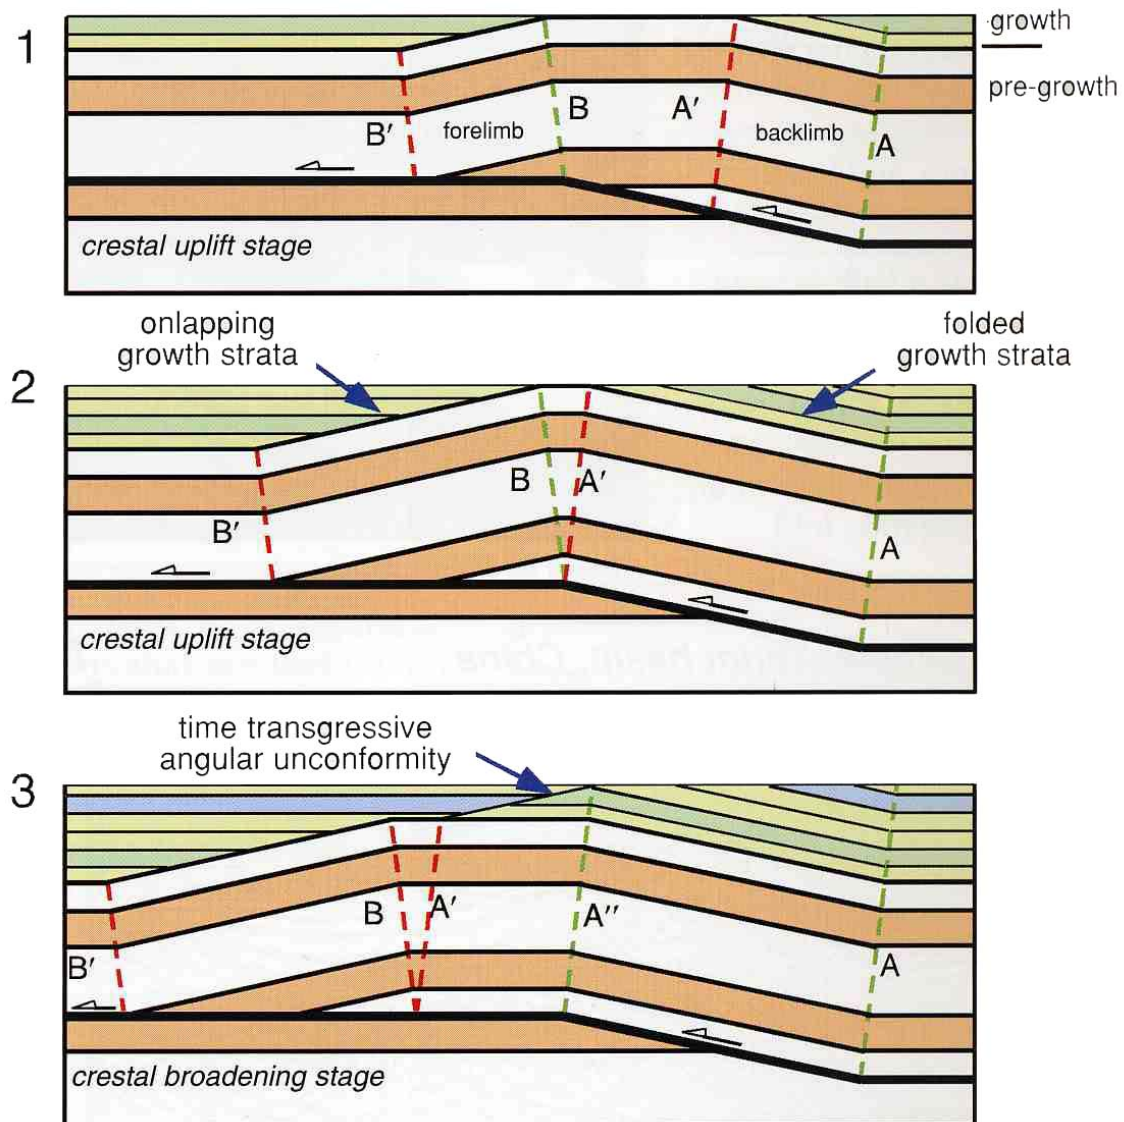 1
growth
pre-growth
B′
forelimb
B
A′
backlimb
A
crestal uplift stage
onlapping
growth strata
folded
growth strata
2
B
A′
B′
A
crestal uplift stage
time transgressive
angular unconformity
3
B
A′
A″
B′
A
crestal broadening stage